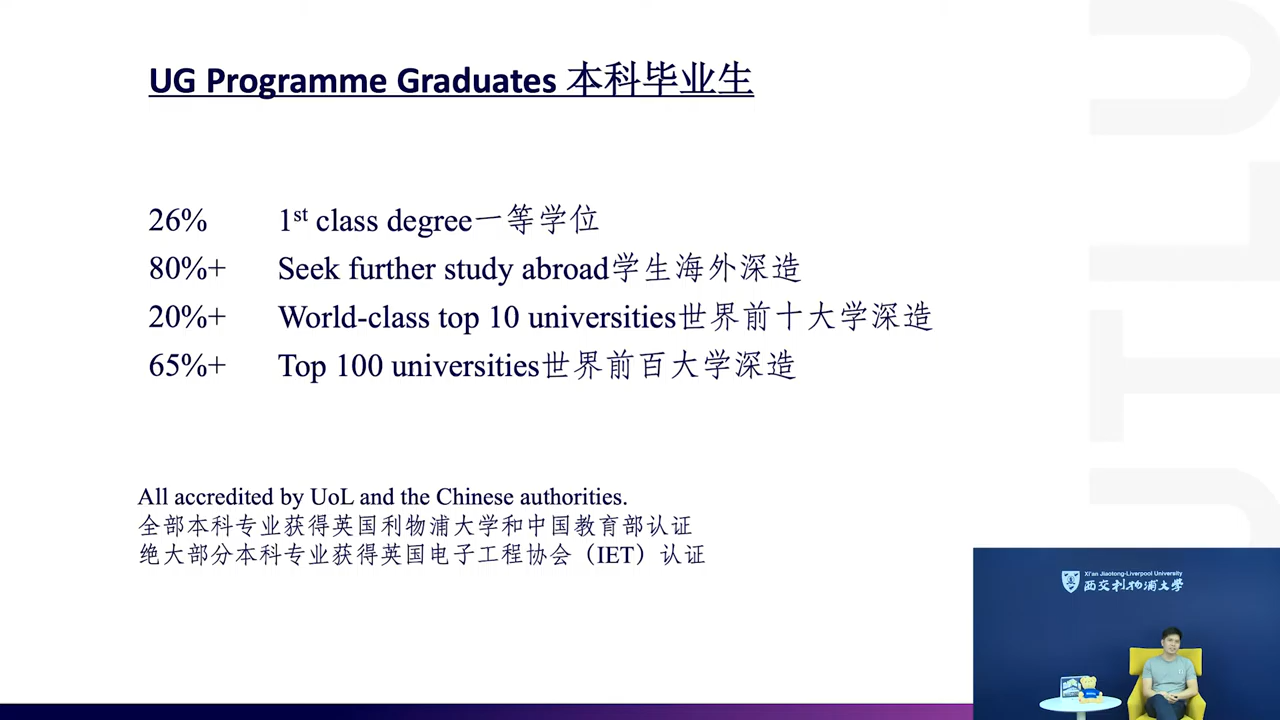 UG Programme Graduates 本科毕业生
26% 1st class degree一等学位
80%+ Seek further study abroad学生海外深造
20%+ World-class top 10 universities世界前十大学深造
65%+ Top 100 universities世界前百大学深造
All accredited by UoL and the Chinese authorities.
全部本科专业获得英国利物浦大学和中国教育部认证
绝大部分本科专业获得英国电子工程协会（IET）认证
Xi'an Jiaotong-Liverpool University
西交利物浦大学